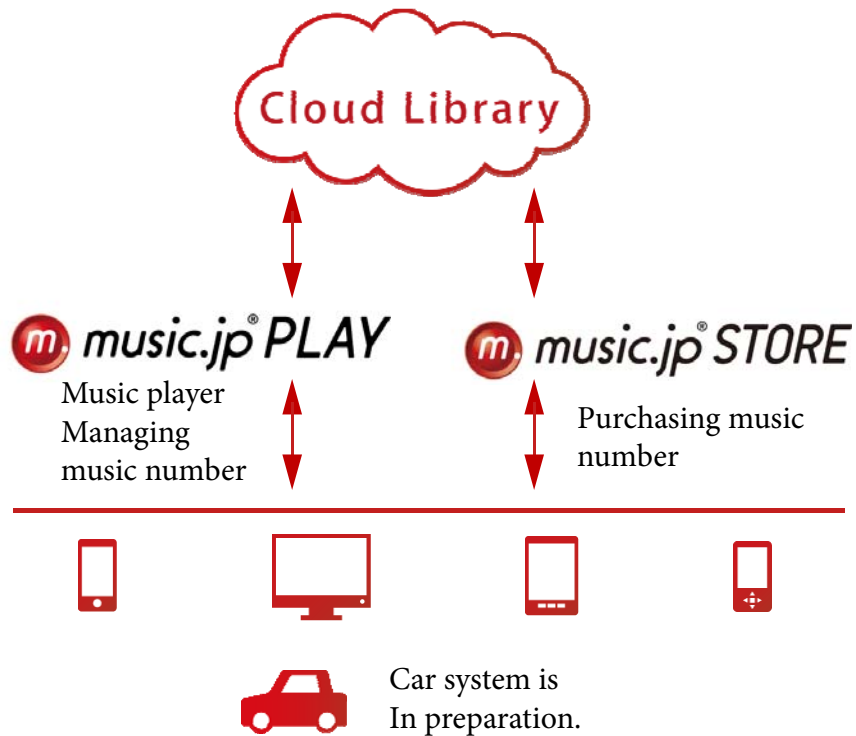 Cloud Library
m. music.jp® PLAY
m. music.jp® STORE
Music player
Managing
music number
Purchasing music
number
Car system is
In preparation.